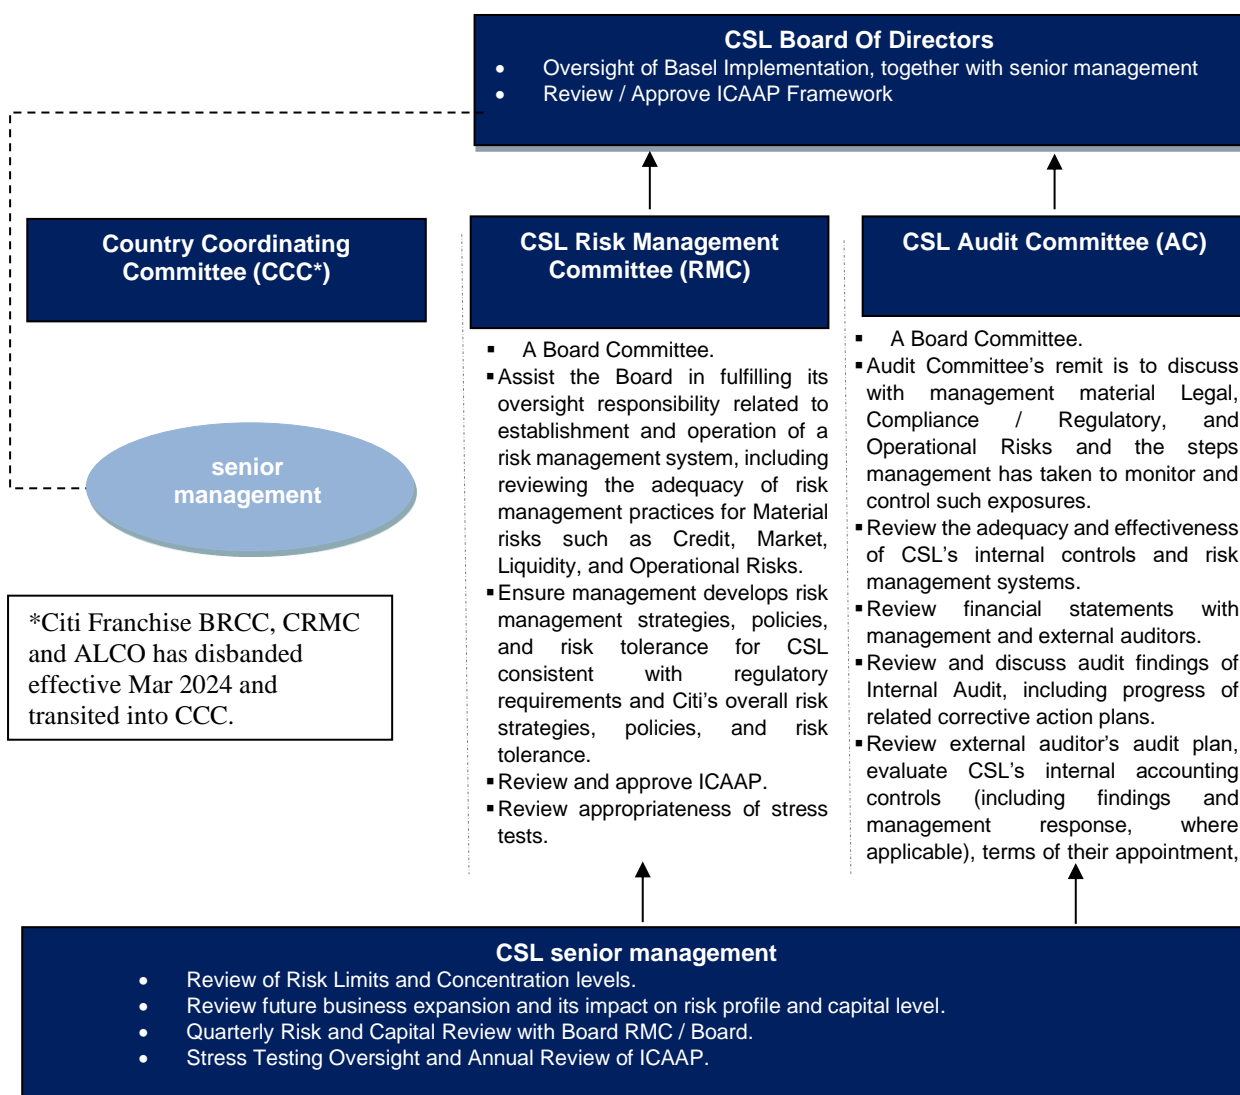 CSL Board Of Directors
• Oversight of Basel Implementation, together with senior management
• Review / Approve ICAAP Framework
Country Coordinating
Committee (CCC*)
senior
management
*Citi Franchise BRCC, CRMC
and ALCO has disbanded
effective Mar 2024 and
transited into CCC.
CSL Risk Management
Committee (RMC)
▪ A Board Committee.
▪ Assist the Board in fulfilling its
oversight responsibility related to
establishment and operation of a
risk management system, including
reviewing the adequacy of risk
management practices for Material
risks such as Credit, Market,
Liquidity, and Operational Risks.
▪ Ensure management develops risk
management strategies, policies,
and risk tolerance for CSL
consistent with regulatory
requirements and Citi's overall risk
strategies, policies, and risk
tolerance.
▪ Review and approve ICAAP.
▪ Review appropriateness of stress
tests.
CSL Audit Committee (AC)
▪ A Board Committee.
▪ Audit Committee's remit is to discuss
with management material Legal,
Compliance / Regulatory, and
Operational Risks and the steps
management has taken to monitor and
control such exposures.
▪ Review the adequacy and effectiveness
of CSL's internal controls and risk
management systems.
▪ Review financial statements with
management and external auditors.
▪ Review and discuss audit findings of
Internal Audit, including progress of
related corrective action plans.
▪ Review external auditor's audit plan,
evaluate CSL's internal accounting
controls (including findings and
management response, where
applicable), terms of their appointment,
CSL senior management
• Review of Risk Limits and Concentration levels.
• Review future business expansion and its impact on risk profile and capital level.
• Quarterly Risk and Capital Review with Board RMC / Board.
• Stress Testing Oversight and Annual Review of ICAAP.